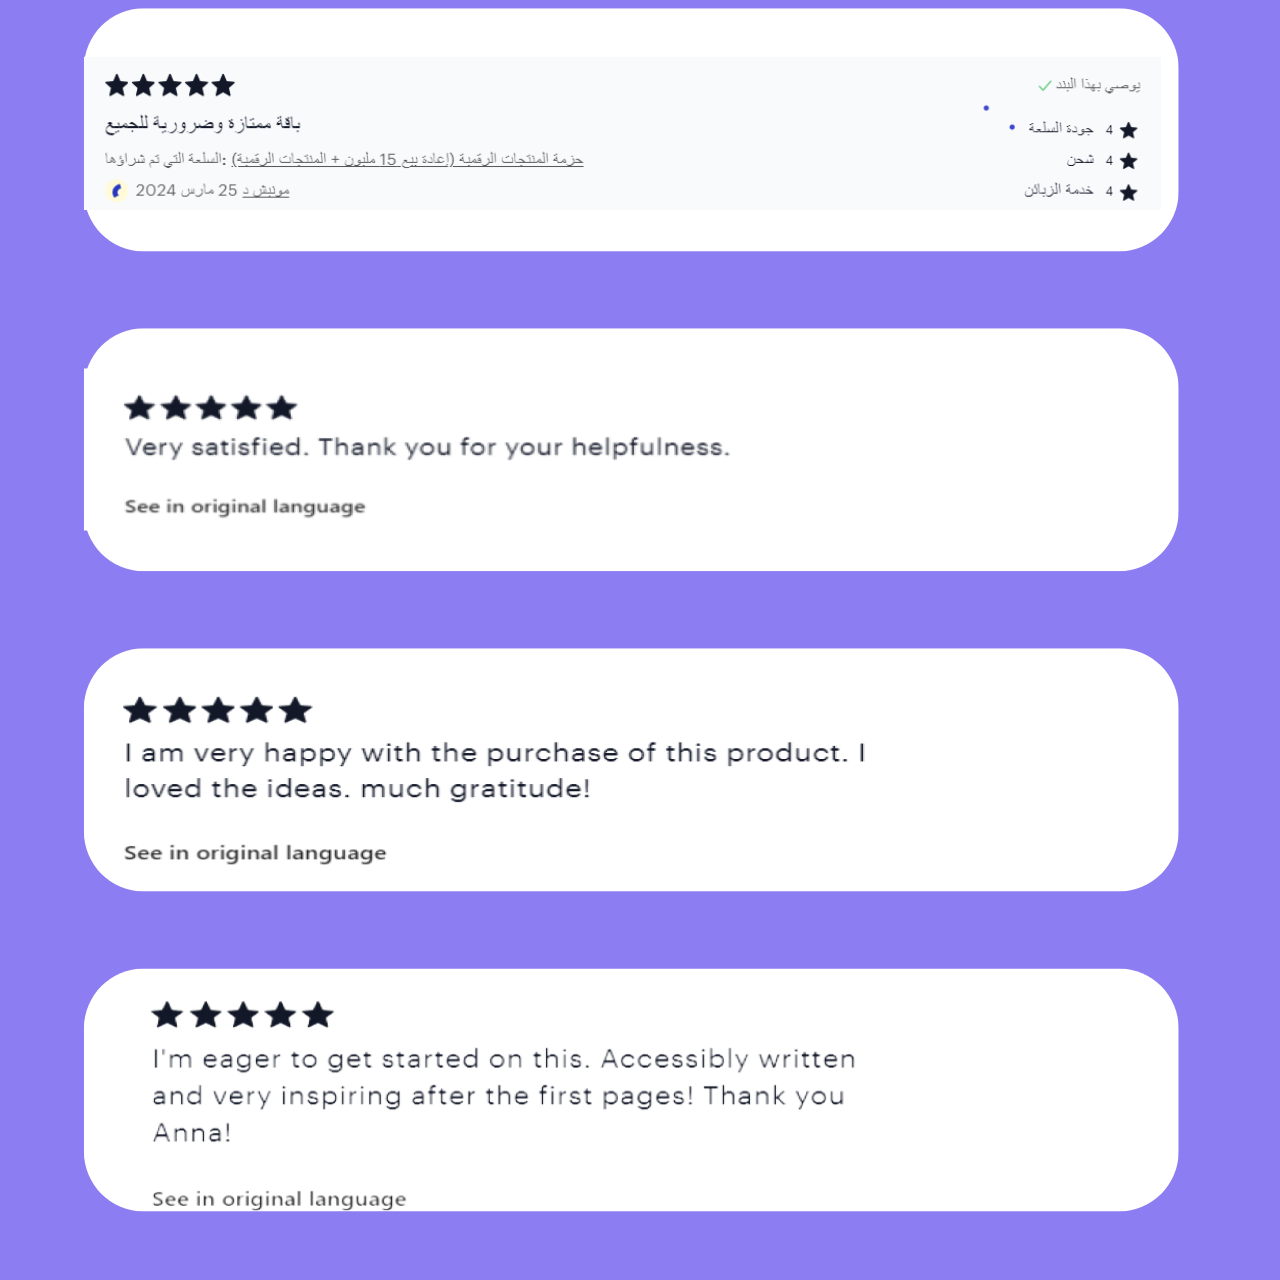 باقة ممتازة وضرورية للجميع
السلعة التي تم شراؤها: حزمة المنتجات الرقمية (إعادة بيع 15 مليون + المنتجات الرقمية)
مونيش د 25 مارس 2024
يوصي بهذا البند
4 جودة السلعة
4 شحن
4 خدمة الزبائن
Very satisfied. Thank you for your helpfulness.
See in original language
I am very happy with the purchase of this product. I
loved the ideas. much gratitude!
See in original language
I'm eager to get started on this. Accessibly written
and very inspiring after the first pages! Thank you
Anna!
See in original language